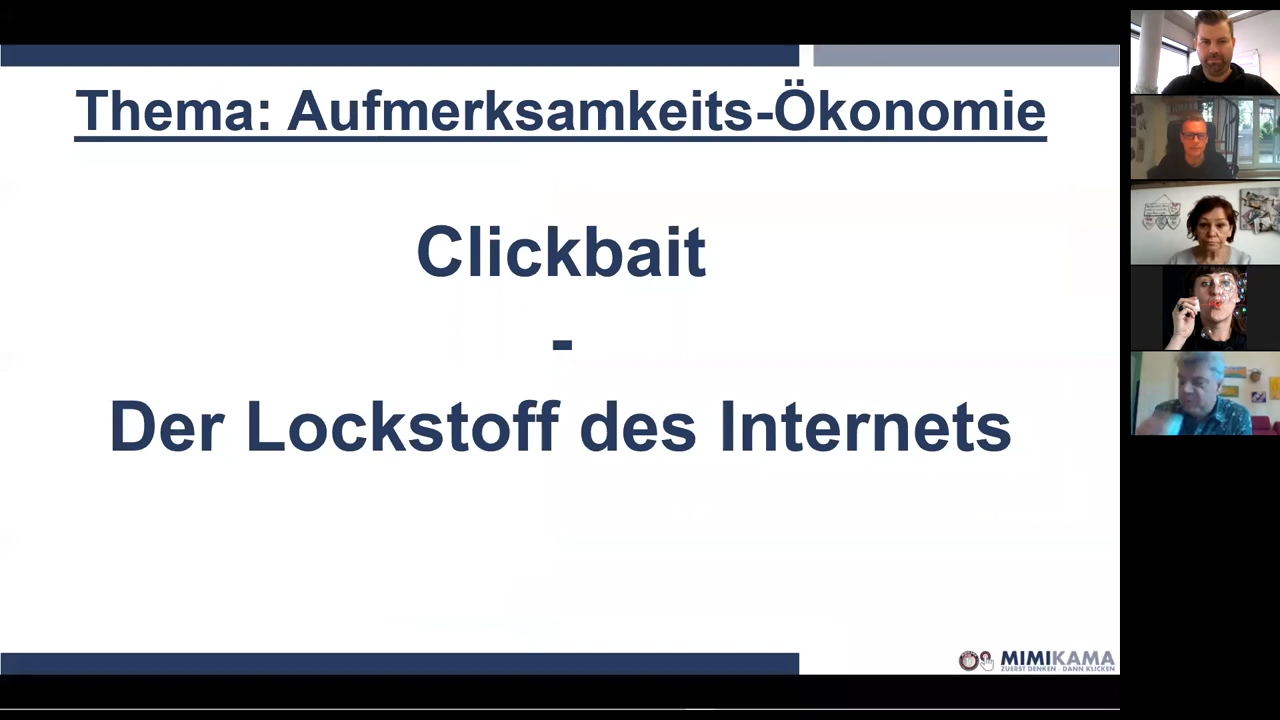 Thema: Aufmerksamkeits-Ökonomie
Clickbait
-
Der Lockstoff des Internets
MIMIKAMA
ZUERST DENKEN - DANN KLICKEN